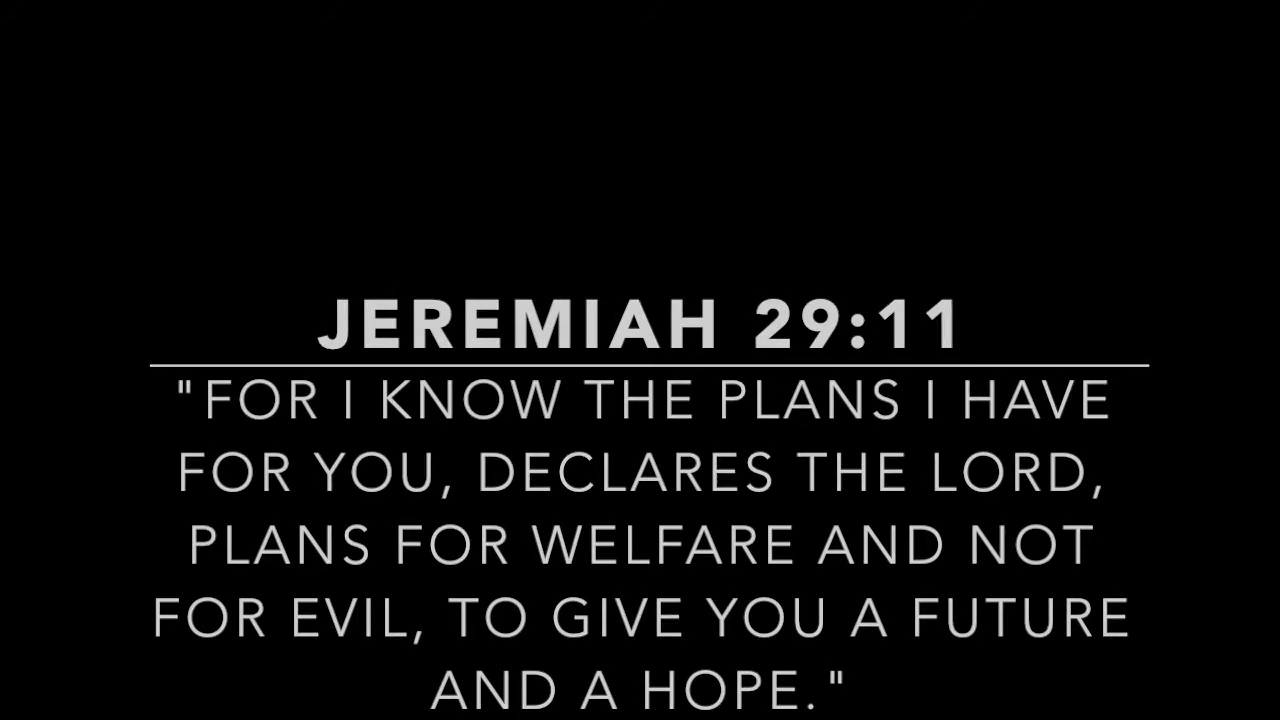 JEREMIAH 29:11
"FOR I KNOW THE PLANS I HAVE
FOR YOU, DECLARES THE LORD,
PLANS FOR WELFARE AND NOT
FOR EVIL, TO GIVE YOU A FUTURE
AND A HOPE."